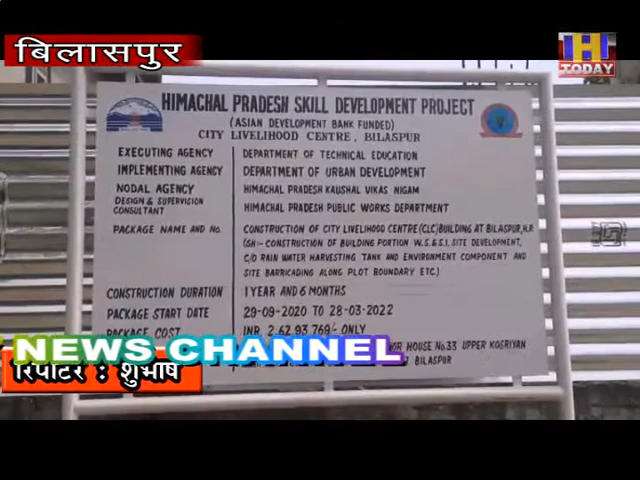 बिलासपुर
H
TODAY
HIMACHAL PRADESH SKILL DEVELOPMENT PROJECT
(ASIAN DEVELOPMENT BANK FUNDED)
CITY LIVELIHOOD CENTRE, BILASPUR
EXECUTING AGENCY DEPARTMENT OF TECHNICAL EDUCATION
IMPLEMENTING AGENCY DEPARTMENT OF URBAN DEVELOPMENT
NODAL AGENCY HIMACHAL PRADESH KAUSHAL VIKAS NIGAM
DESIGN & SUPERVISION
CONSULTANT HIMACHAL PRADESH PUBLIC WORKS DEPARTMENT
PACKAGE NAME AND NO. CONSTRUCTION OF CITY LIVELIHOOD CENTRE (CLC) BUILDING AT BILASPUR, H.P.
(SH:- CONSTRUCTION OF BUILDING PORTION W.S.& S.I. SITE DEVELOPMENT,
C/O RAIN WATER HARVESTING TANK AND ENVIRONMENT COMPONENT AND
SITE BARRICADING ALONG PLOT BOUNDARY ETC.)
CONSTRUCTION DURATION 1 YEAR AND 6 MONTHS
PACKAGE START DATE 29-09-2020 TO 28-03-2022
PACKAGE COST INR. 2,62,93,769/- ONLY
HOUSE NO.33 UPPER KOSRIYAN
BILASPUR
NEWS CHANNEL
रिपोर्टर : शुभाष